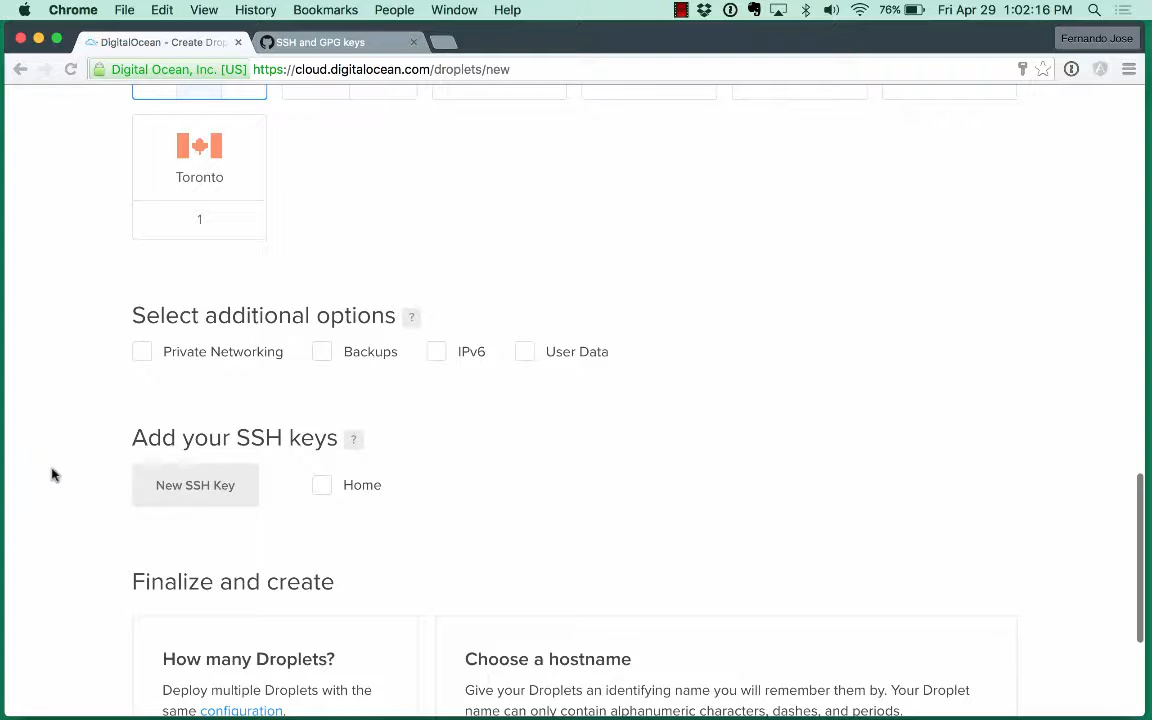 Chrome File Edit View History Bookmarks People Window Help 76% Fri Apr 29 1:02:16 PM
DigitalOcean - Create Drop SSH and GPG keys Fernando Jose
Digital Ocean, Inc. [US] https://cloud.digitalocean.com/droplets/new
Toronto
1
Select additional options ?
Private Networking Backups IPv6 User Data
Add your SSH keys ?
New SSH Key Home
Finalize and create
How many Droplets? Choose a hostname
Deploy multiple Droplets with the Give your Droplets an identifying name you will remember them by. Your Droplet
same configuration. name can only contain alphanumeric characters, dashes, and periods.